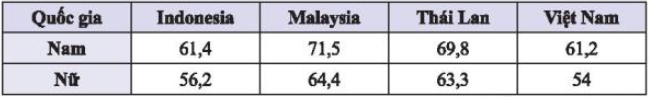 Quốc gia Indonesia Malaysia Thái Lan Việt Nam
Nam 61,4 71,5 69,8 61,2
Nữ 56,2 64,4 63,3 54